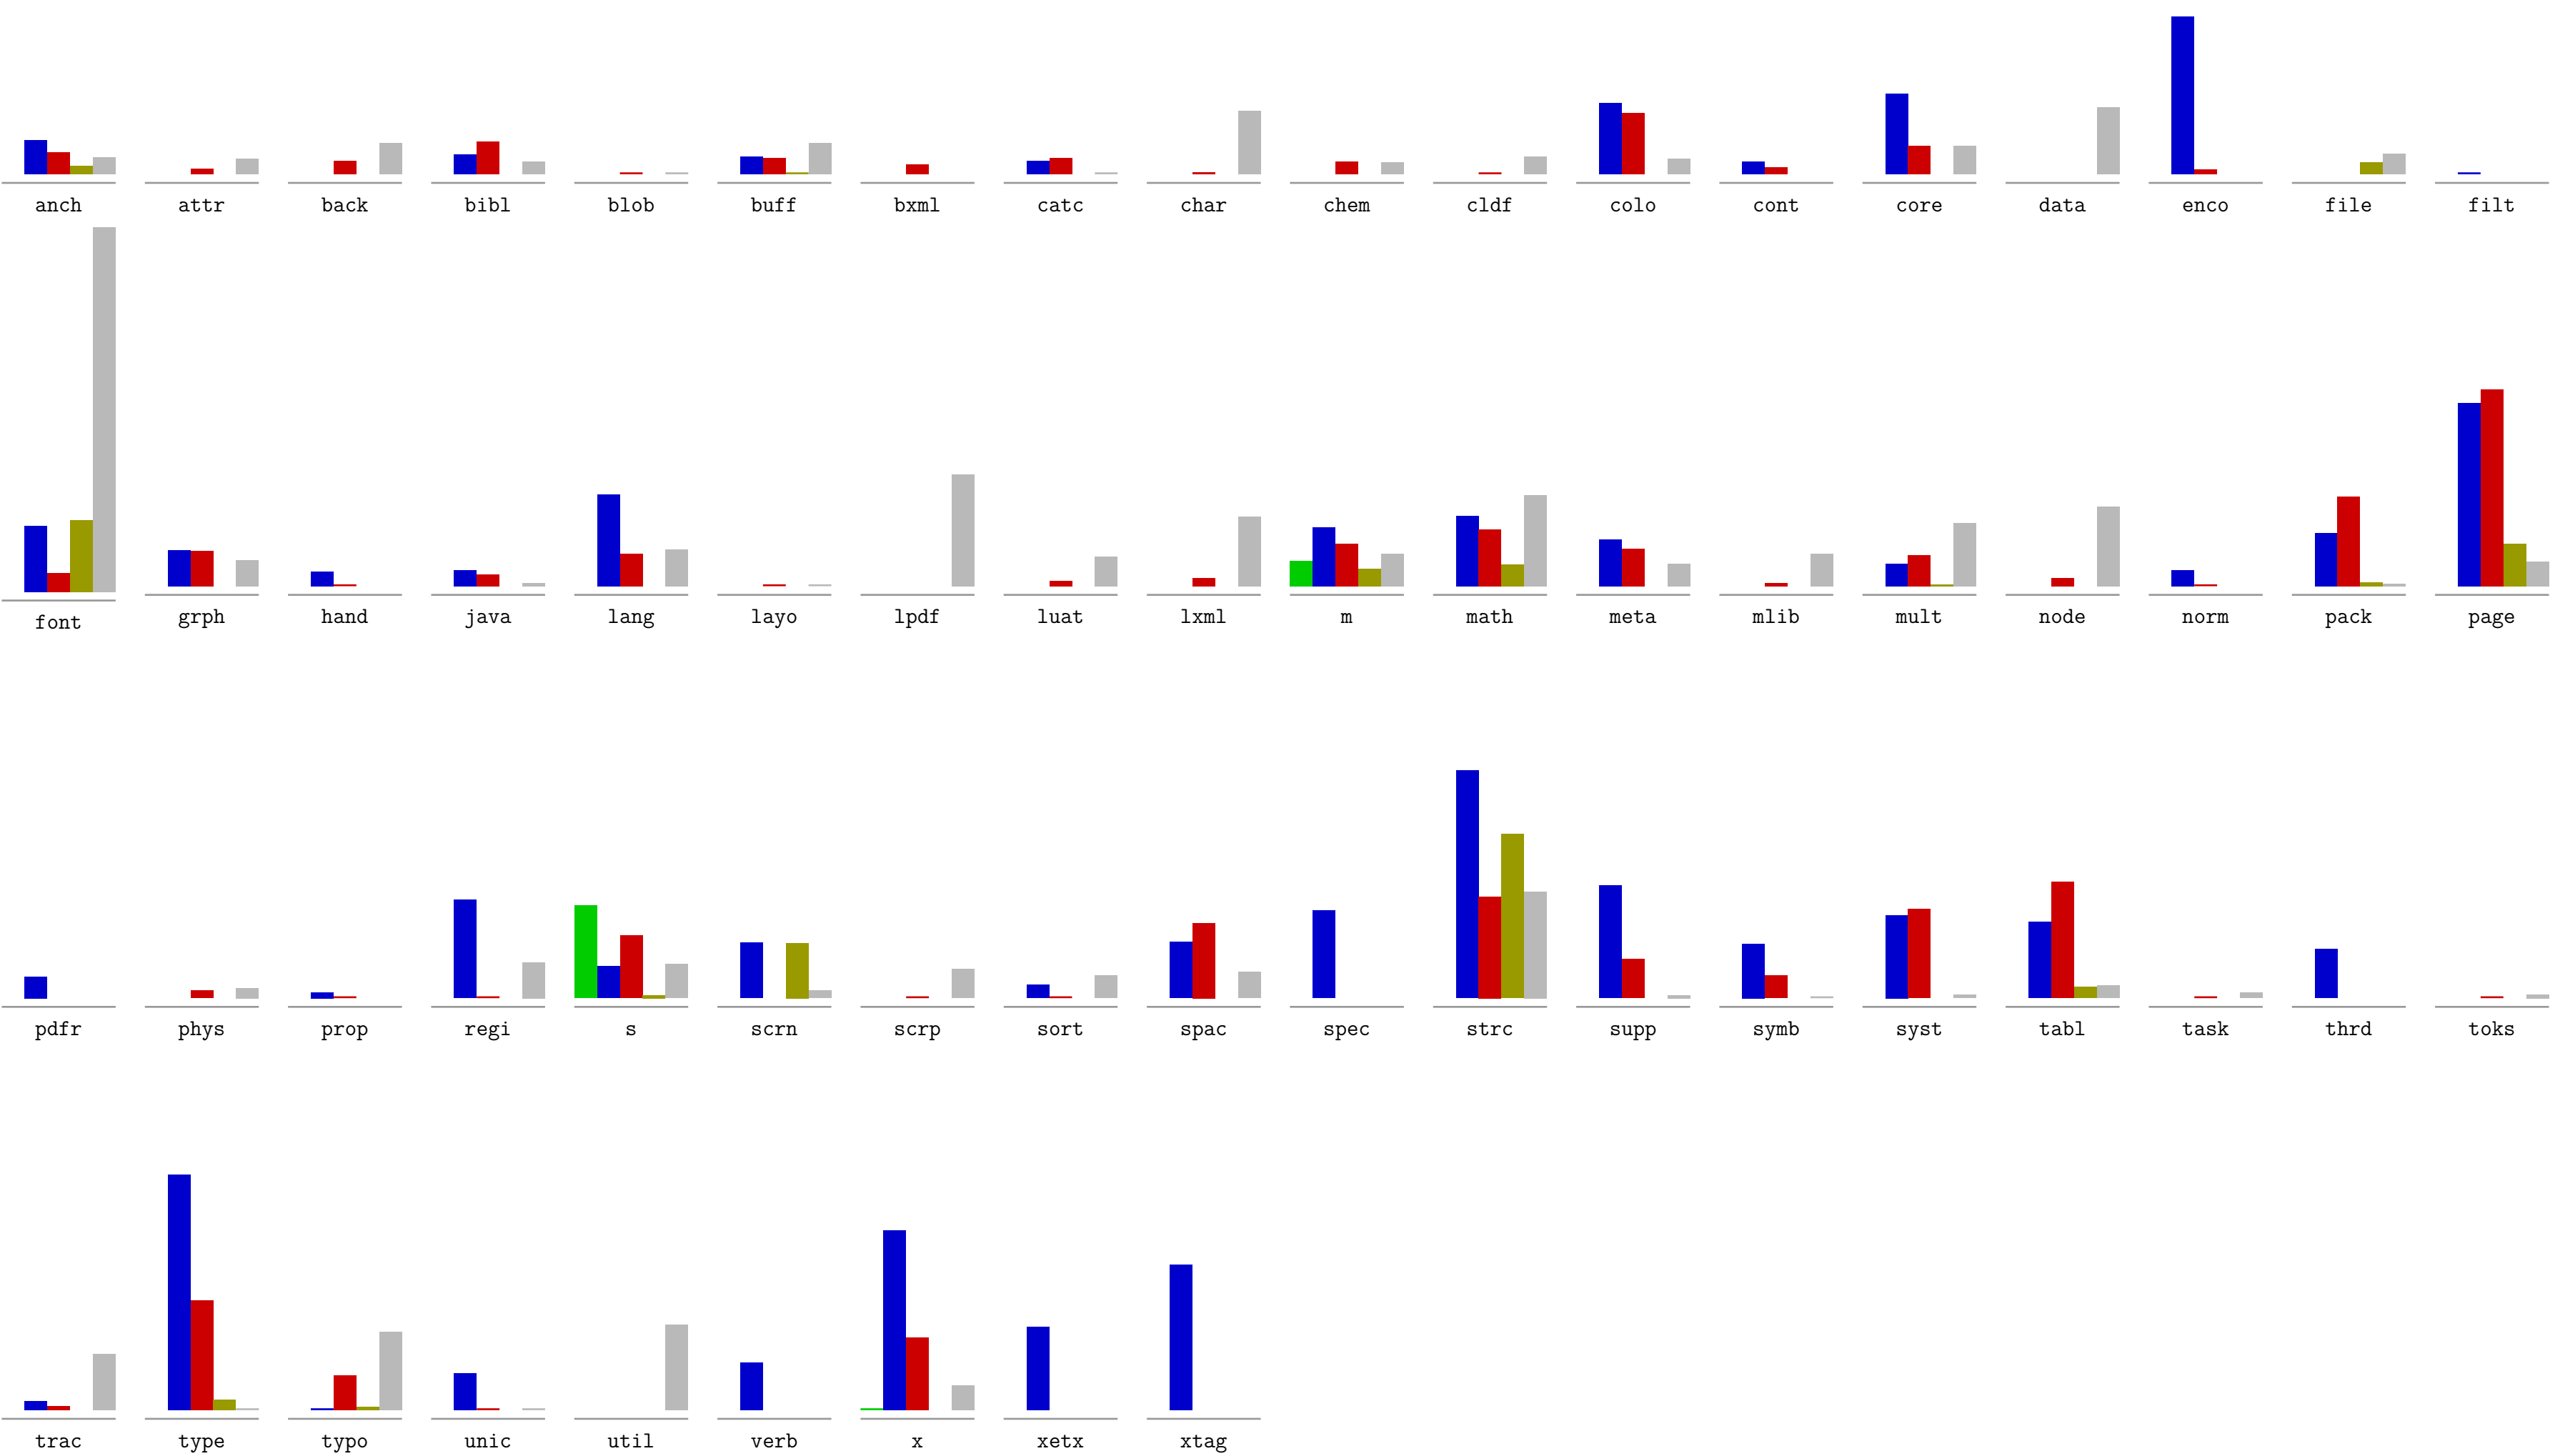 anch attr back bibl blob buff bxml catc char chem cldf colo cont core data enco file filt
font grph hand java lang layo lpdf luat lxml m math meta mlib mult node norm pack page
pdfr phys prop regi s scrn scrp sort spac spec strc supp symb syst tabl task thrd toks
trac type typo unic util verb x xetx xtag